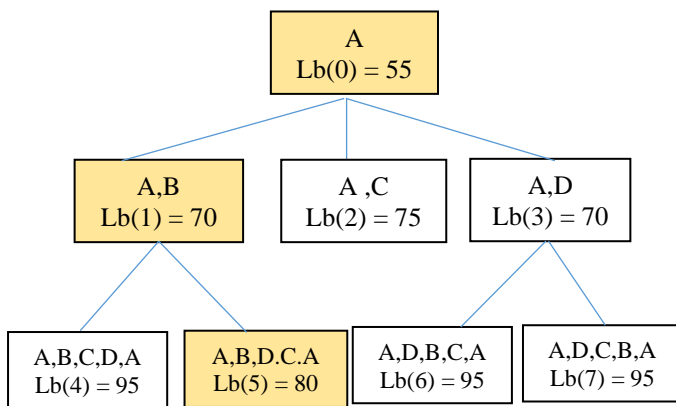 A
Lb(0) = 55
A,B
Lb(1) = 70
A ,C
Lb(2) = 75
A,D
Lb(3) = 70
A,B,C,D,A
Lb(4) = 95
A,B,D.C.A
Lb(5) = 80
A,D,B,C,A
Lb(6) = 95
A,D,C,B,A
Lb(7) = 95